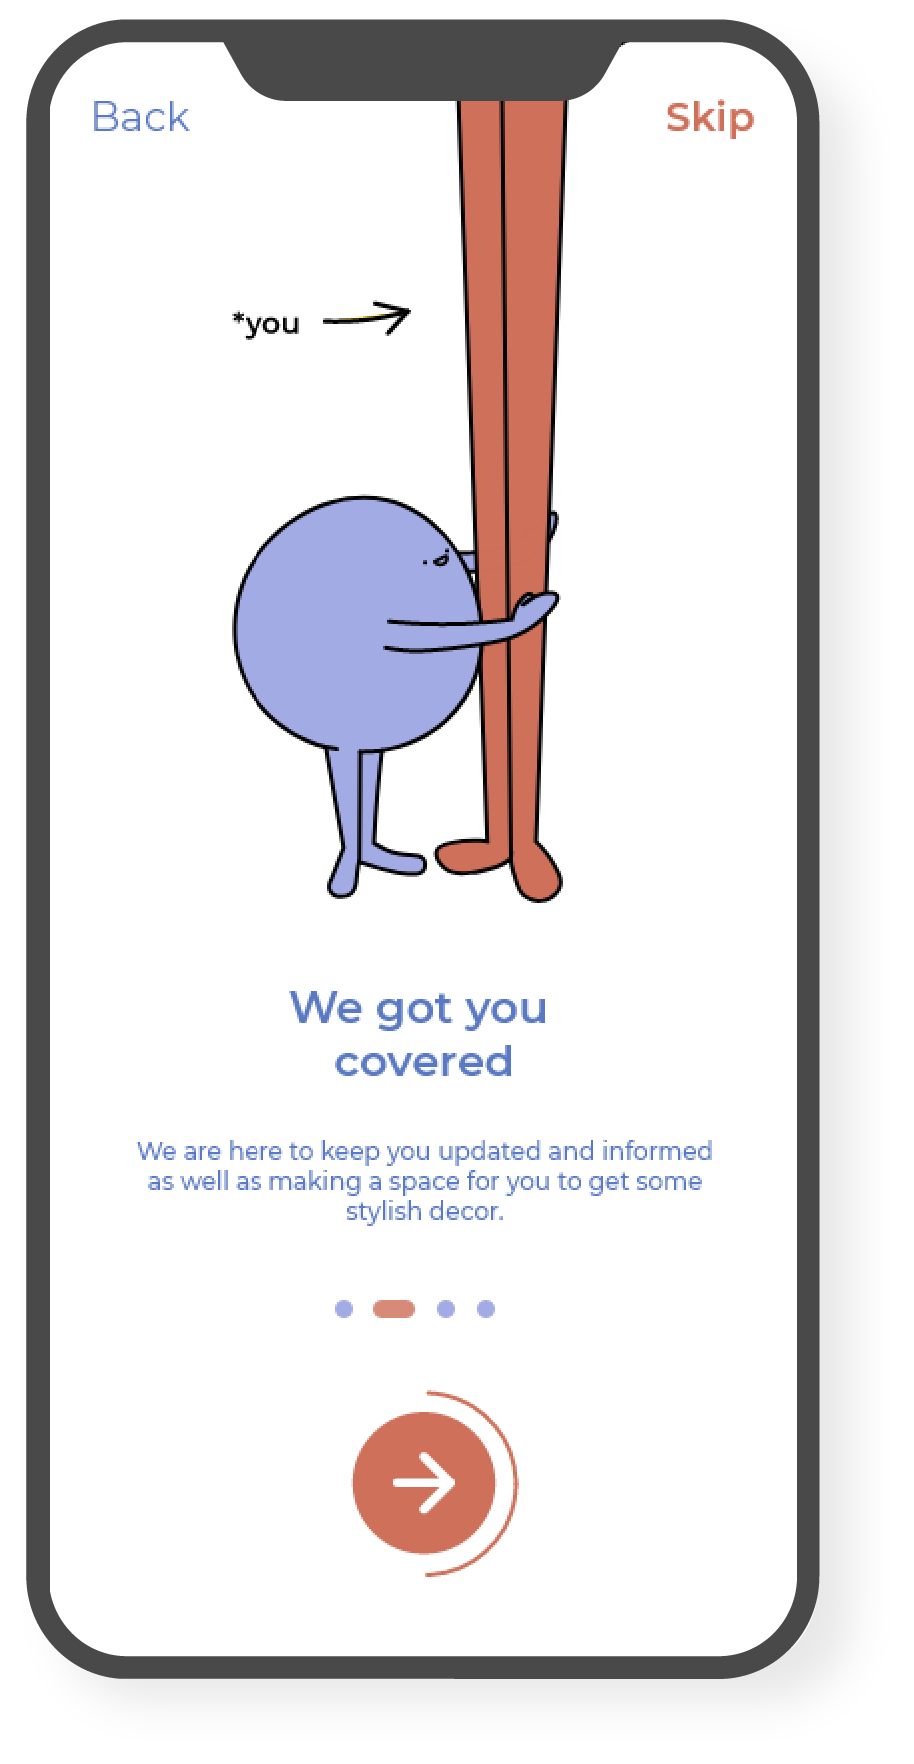 Back
Skip
*you
We got you
covered
We are here to keep you updated and informed
as well as making a space for you to get some
stylish decor.